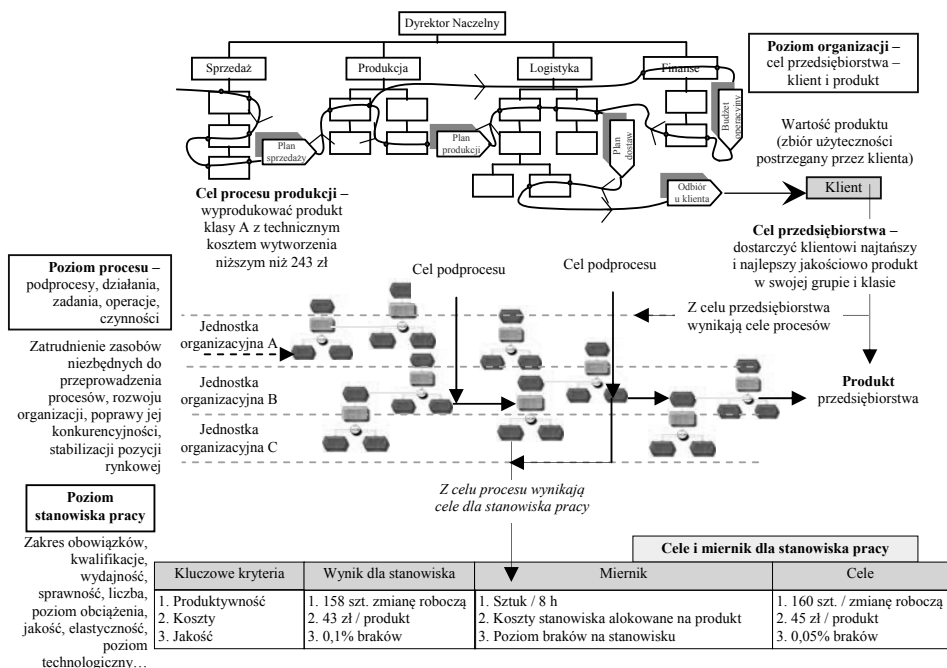 Dyrektor Naczelny
Sprzedaż
Produkcja
Logistyka
Finanse
Plan
sprzedaży
Plan
produkcji
Plan
dostaw
Budżet
operacyjny
Odbiór
u klienta
Poziom organizacji –
cel przedsiębiorstwa –
klient i produkt
Wartość produktu
(zbiór użyteczności
postrzegany przez klienta)
Klient
Cel procesu produkcji –
wyprodukować produkt
klasy A z technicznym
kosztem wytworzenia
niższym niż 243 zł
Cel przedsiębiorstwa –
dostarczyć klientowi najtańszy
i najlepszy jakościowo produkt
w swojej grupie i klasie
Poziom procesu –
podprocesy, działania,
zadania, operacje,
czynności
Cel podprocesu
Cel podprocesu
Z celu przedsiębiorstwa
wynikają cele procesów
Jednostka
organizacyjna A
Jednostka
organizacyjna B
Jednostka
organizacyjna C
Zatrudnienie zasobów
niezbędnych do
przeprowadzenia
procesów, rozwoju
organizacji, poprawy jej
konkurencyjności,
stabilizacji pozycji
rynkowej
Produkt
przedsiębiorstwa
Z celu procesu wynikają
cele dla stanowiska pracy
Poziom
stanowiska pracy
Zakres obowiązków,
kwalifikacje,
wydajność,
sprawność, liczba,
poziom obciążenia,
jakość, elastyczność,
poziom
technologiczny…
Cele i miernik dla stanowiska pracy
Kluczowe kryteria
Wynik dla stanowiska
Miernik
Cele
1. Produktywność
2. Koszty
3. Jakość
1. 158 szt. zmianę roboczą
2. 43 zł / produkt
3. 0,1% braków
1. Sztuk / 8 h
2. Koszty stanowiska alokowane na produkt
3. Poziom braków na stanowisku
1. 160 szt. / zmianę roboczą
2. 45 zł / produkt
3. 0,05% braków